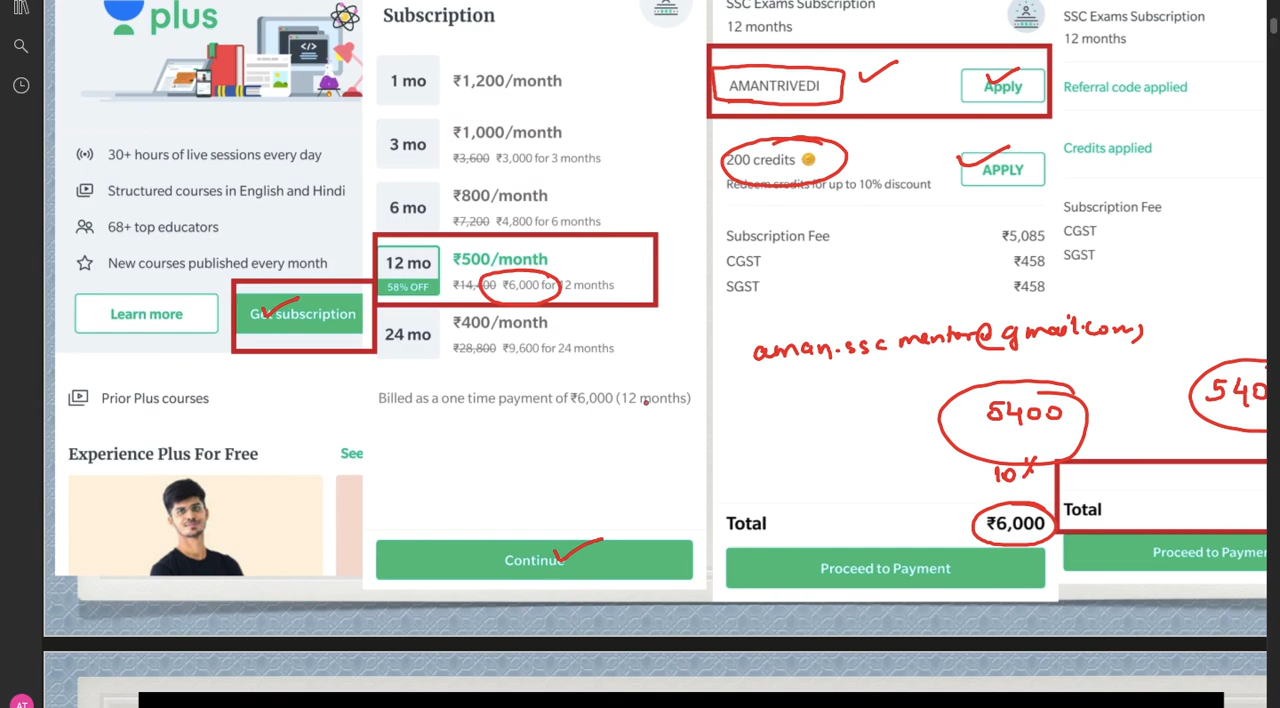 plus
30+ hours of live sessions every day
Structured courses in English and Hindi
68+ top educators
New courses published every month
Learn more
Get subscription
Prior Plus courses
Experience Plus For Free
See
Subscription
1 mo ₹1,200/month
3 mo ₹1,000/month
₹3,600 ₹3,000 for 3 months
6 mo ₹800/month
₹7,200 ₹4,800 for 6 months
12 mo ₹500/month
58% OFF ₹14,400 ₹6,000 for 12 months
24 mo ₹400/month
₹28,800 ₹9,600 for 24 months
Billed as a one time payment of ₹6,000 (12 months)
Continue
SSC Exams Subscription
12 months
AMANTRIVEDI
Apply
200 credits
APPLY
Redeem credits for up to 10% discount
Subscription Fee ₹5,085
CGST ₹458
SGST ₹458
aman.ssc mentor@gmail.com,
5400
10%
Total ₹6,000
Proceed to Payment
SSC Exams Subscription
12 months
Referral code applied
Credits applied
Subscription Fee
CGST
SGST
540
Total
Proceed to Paymen
AT